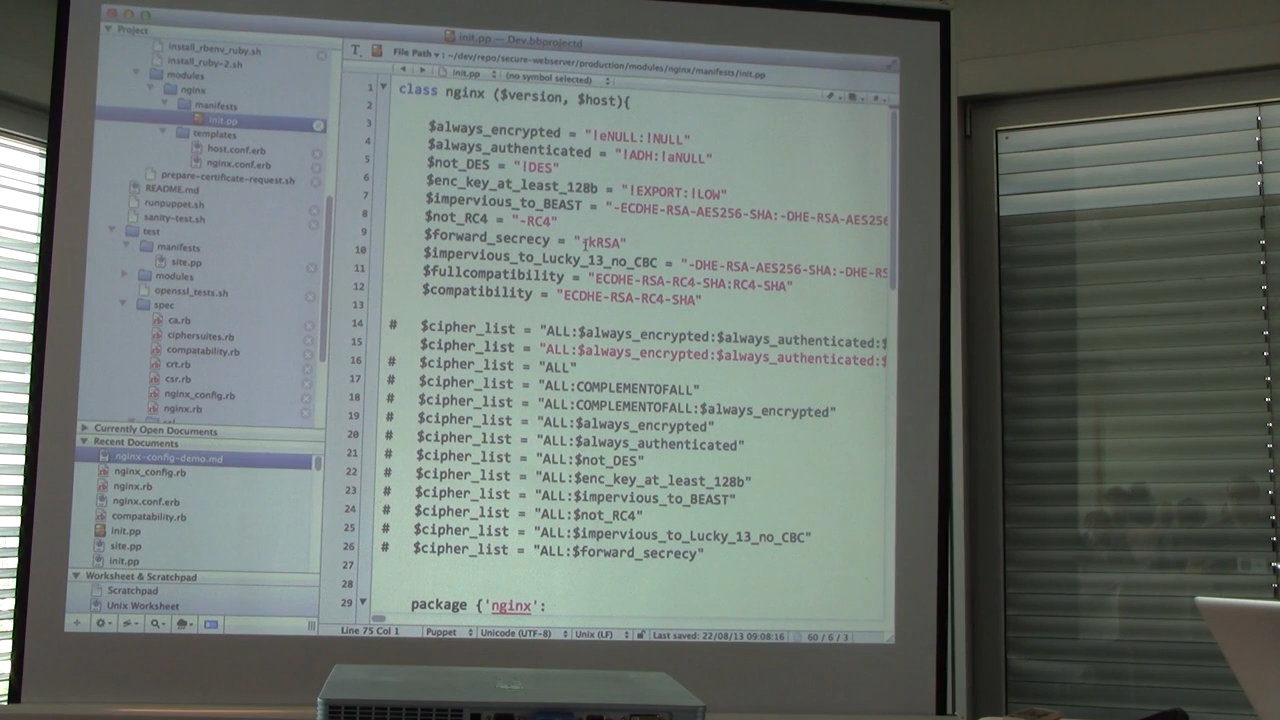 init.pp — Dev.bbprojectd
Project
install_rbenv_ruby.sh
install_ruby-2.sh
modules
nginx
manifests
init.pp
templates
host.conf.erb
nginx.conf.erb
prepare-certificate-request.sh
README.md
runpuppet.sh
sanity-test.sh
test
manifests
site.pp
modules
openssl_tests.sh
spec
ca.rb
ciphersuites.rb
compatability.rb
crt.rb
csr.rb
nginx_config.rb
nginx.rb
Currently Open Documents
Recent Documents
nginx-config-demo.md
nginx_config.rb
nginx.rb
nginx.conf.erb
compatability.rb
init.pp
site.pp
init.pp
Worksheet & Scratchpad
Scratchpad
Unix Worksheet
File Path ▾ : ~/dev/repo/secure-webserver/production/modules/nginx/manifests/init.pp
init.pp (no symbol selected)
1 class nginx ($version, $host){
2
3 $always_encrypted = "!eNULL:!NULL"
4 $always_authenticated = "!ADH:!aNULL"
5 $not_DES = "!DES"
6 $enc_key_at_least_128b = "!EXPORT:!LOW"
7 $impervious_to_BEAST = "-ECDHE-RSA-AES256-SHA:-DHE-RSA-AES256
8 $not_RC4 = "-RC4"
9 $forward_secrecy = "-kRSA"
10 $impervious_to_Lucky_13_no_CBC = "-DHE-RSA-AES256-SHA:-DHE-RS
11 $fullcompatibility = "ECDHE-RSA-RC4-SHA:RC4-SHA"
12 $compatibility = "ECDHE-RSA-RC4-SHA"
13
14 # $cipher_list = "ALL:$always_encrypted:$always_authenticated:$
15 $cipher_list = "ALL:$always_encrypted:$always_authenticated:$
16 # $cipher_list = "ALL"
17 # $cipher_list = "ALL:COMPLEMENTOFALL"
18 # $cipher_list = "ALL:COMPLEMENTOFALL:$always_encrypted"
19 # $cipher_list = "ALL:$always_encrypted"
20 # $cipher_list = "ALL:$always_authenticated"
21 # $cipher_list = "ALL:$not_DES"
22 # $cipher_list = "ALL:$enc_key_at_least_128b"
23 # $cipher_list = "ALL:$impervious_to_BEAST"
24 # $cipher_list = "ALL:$not_RC4"
25 # $cipher_list = "ALL:$impervious_to_Lucky_13_no_CBC"
26 # $cipher_list = "ALL:$forward_secrecy"
27
28
29 package {'nginx':
Line 75 Col 1 Puppet Unicode (UTF-8) Unix (LF) Last saved: 22/08/13 09:08:16 60 / 6 / 3